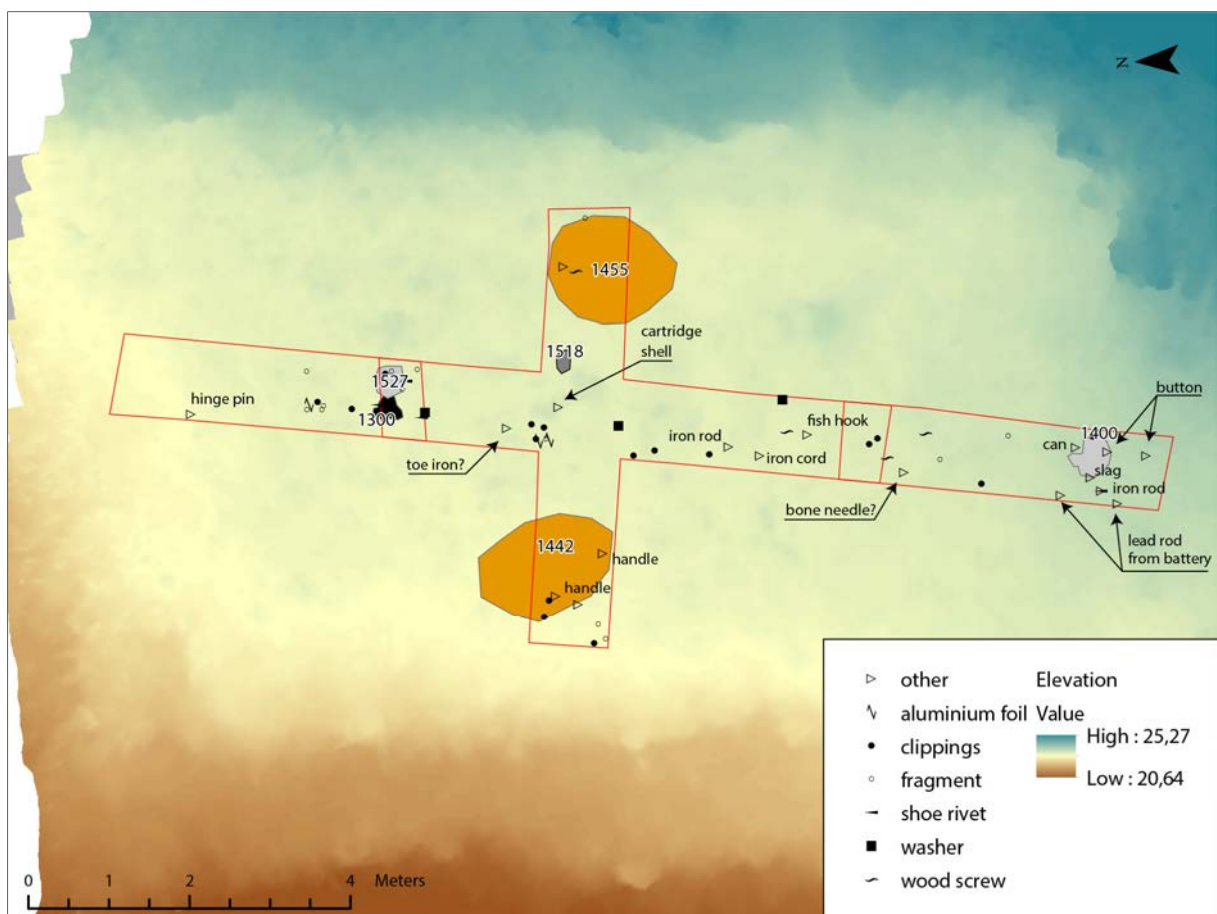 N
1455
cartridge
shell
1518
1527
1300
hinge pin
toe iron?
iron rod
iron cord
fish hook
bone needle?
button
1400
can
slag
iron rod
lead rod
from battery
1442
handle
handle
other
aluminium foil
clippings
fragment
shoe rivet
washer
wood screw
Elevation
Value
High : 25,27
Low : 20,64
0 1 2 4 Meters